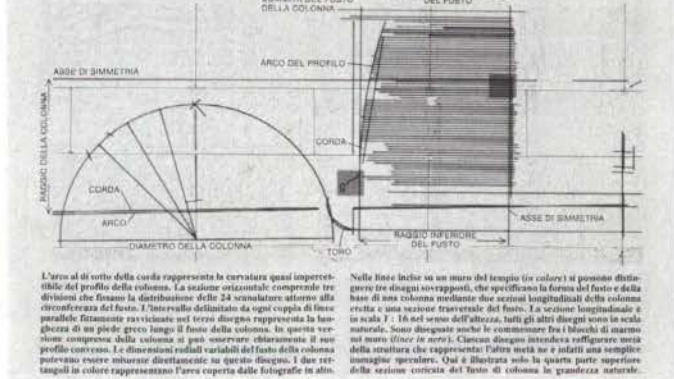 DELLA COLONNA
DEL FUSTO
ARCO DEL PROFILO
ASSE DI SIMMETRIA
RAGGIO DELLA COLONNA
CORDA
CORDA
ARCO
ASSE DI SIMMETRIA
RAGGIO INFERIORE
DEL FUSTO
DIAMETRO DELLA COLONNA
TORO
L'arco al di sotto della corda rappresenta la curvatura quasi impercet-
tibile del profilo della colonna. La sezione orizzontale comprende tre
divisioni che fissano la distribuzione delle 24 scanalature attorno alla
circonferenza del fusto. L'intervallo delimitato da ogni coppia di linee
parallele fittamente ravvicinate nel terzo disegno rappresenta la lun-
ghezza di un piede greco lungo il fusto della colonna. In questa ver-
sione compressa della colonna si può osservare chiaramente il suo
profilo convesso. Le dimensioni radiali variabili del fusto della colonna
potevano essere misurate direttamente su questo disegno. I due ret-
tangoli in colore rappresentano l'area coperta dalle fotografie in alto.
Nelle linee incise su un muro del tempio (in colore) si possono distin-
guere tre disegni sovrapposti, che specificano la forma del fusto e della
base di una colonna mediante due sezioni longitudinali della colonna
eretta e una sezione trasversale del fusto. La sezione longitudinale è
in scala 1 : 16 nel senso dell'altezza, tutti gli altri disegni sono in scala
naturale. Sono disegnate anche le commessure fra i blocchi di marmo
sul muro (linee in nero). Ciascun disegno intendeva raffigurare metà
della struttura che rappresenta: l'altra metà ne è infatti una semplice
immagine speculare. Qui è illustrata solo la quarta parte superiore
della sezione coricata del fusto di colonna in grandezza naturale.